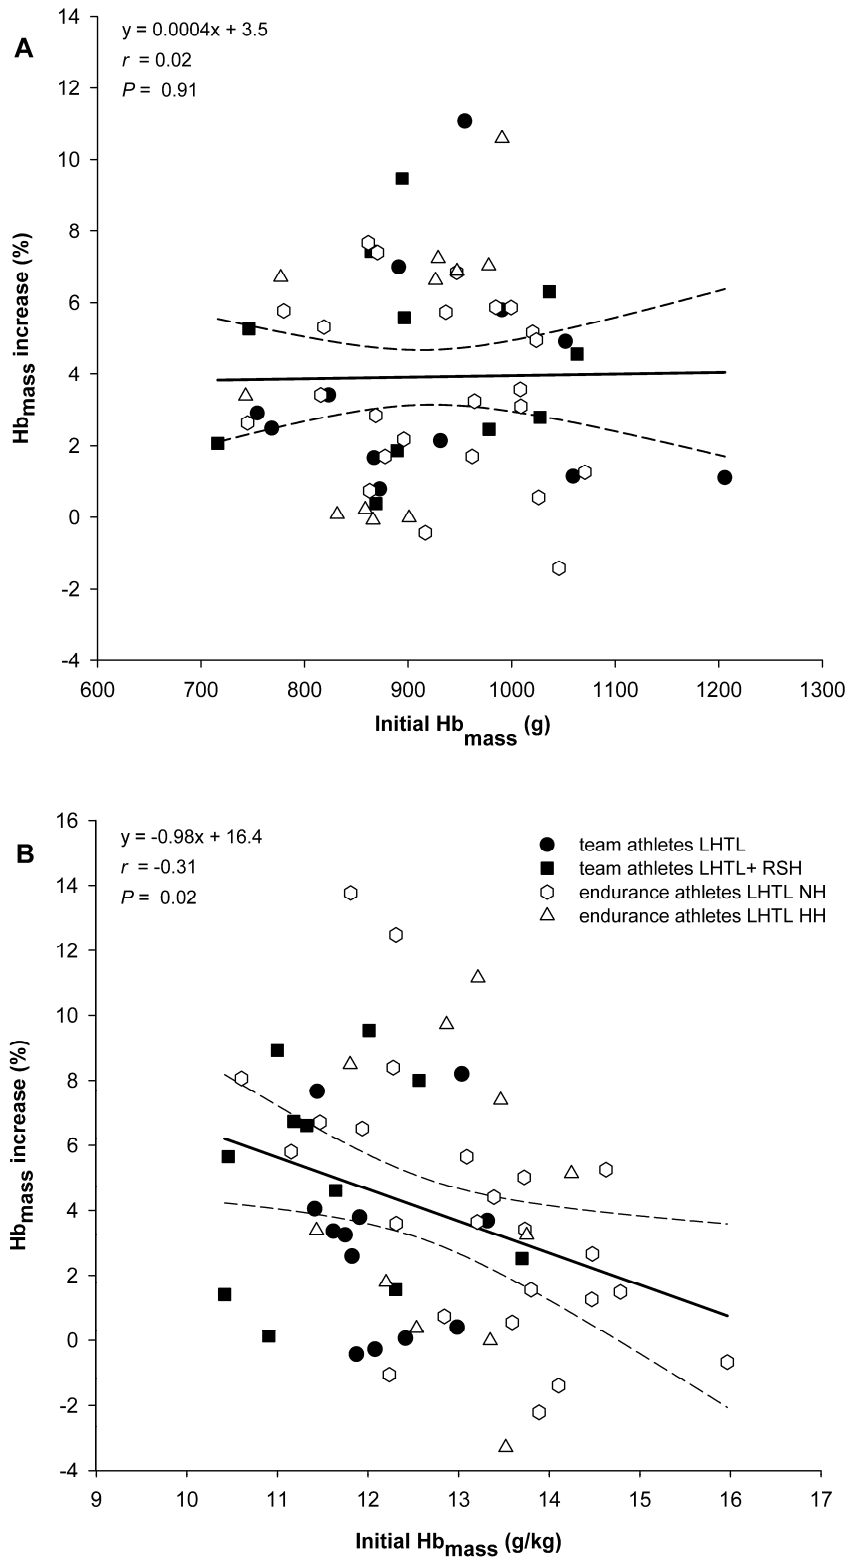 A
y = 0.0004x + 3.5
r = 0.02
P = 0.91
14
12
10
8
6
4
2
0
-2
-4
Hbmass increase (%)
600 700 800 900 1000 1100 1200 1300
Initial Hbmass (g)
B
y = -0.98x + 16.4
r = -0.31
P = 0.02
team athletes LHTL
team athletes LHTL+ RSH
endurance athletes LHTL NH
endurance athletes LHTL HH
16
14
12
10
8
6
4
2
0
-2
-4
Hbmass increase (%)
9 10 11 12 13 14 15 16 17
Initial Hbmass (g/kg)